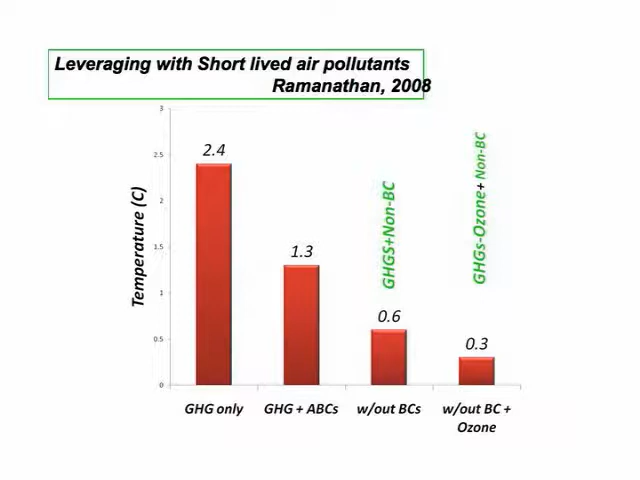 Leveraging with Short lived air pollutants
Ramanathan, 2008
3
2.5
2
1.5
1
0.5
0
Temperature (C)
2.4
1.3
0.6
0.3
GHGS+Non-BC
GHGs-Ozone+ Non-BC
GHG only
GHG + ABCs
w/out BCs
w/out BC +
Ozone